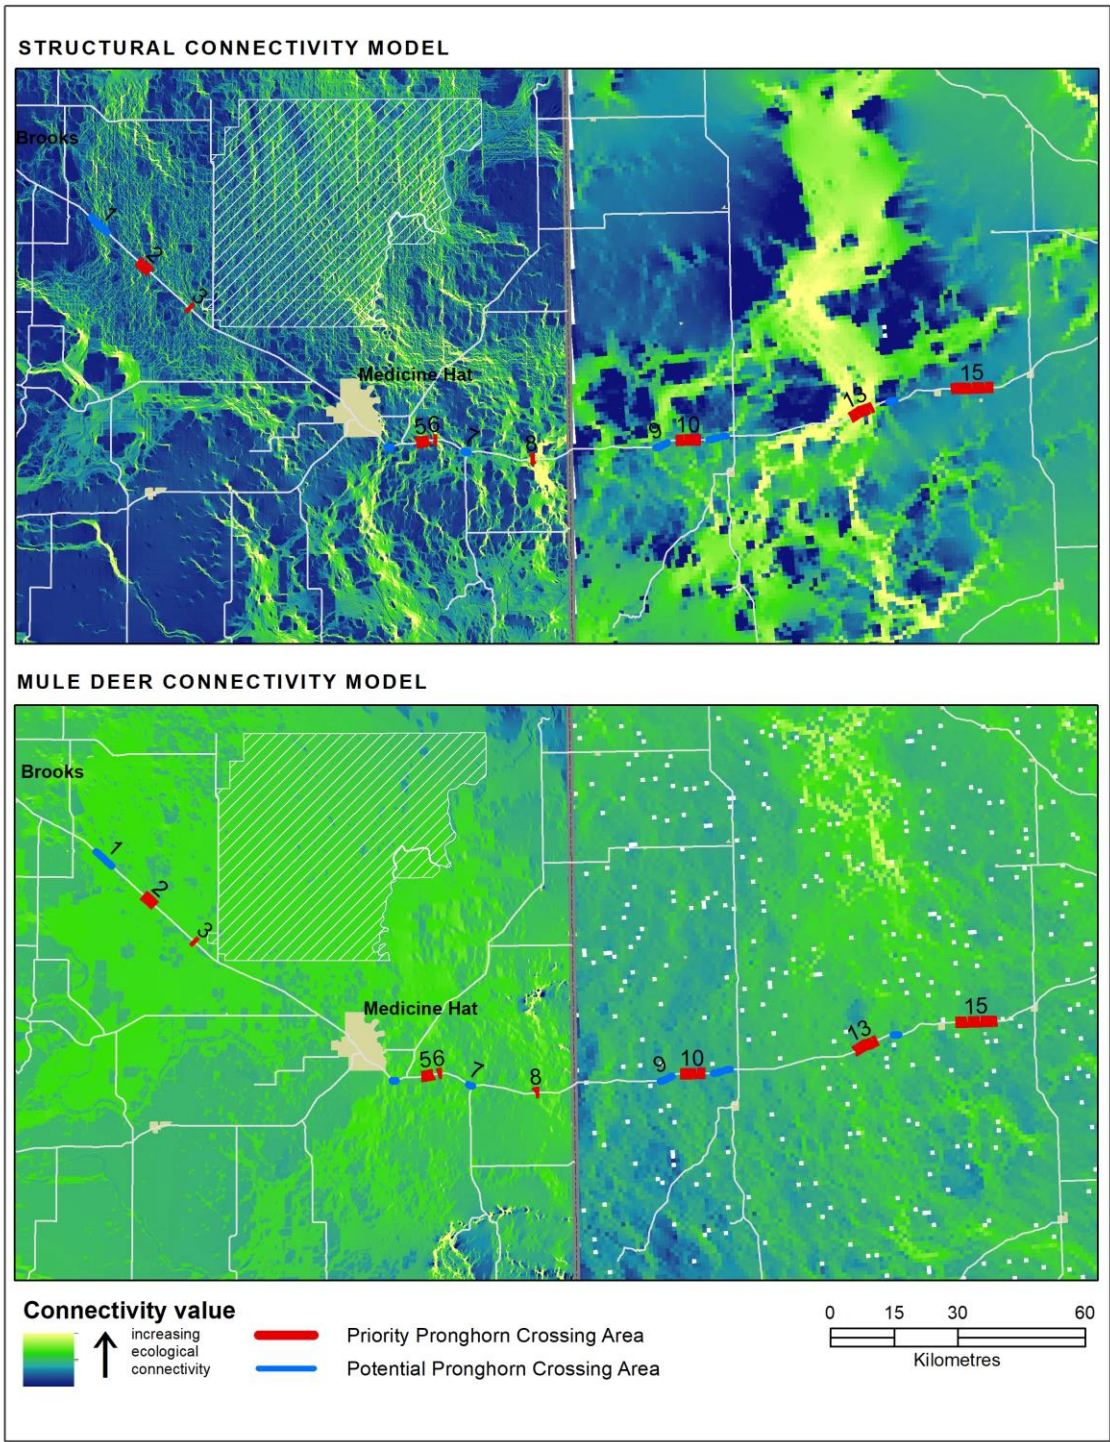 STRUCTURAL CONNECTIVITY MODEL
Brooks
1
2
3
Medicine Hat
56
7
8
9
10
13
15
MULE DEER CONNECTIVITY MODEL
Brooks
1
2
3
Medicine Hat
56
7
8
9
10
13
15
Connectivity value
increasing
ecological
connectivity
Priority Pronghorn Crossing Area
Potential Pronghorn Crossing Area
0 15 30 60
Kilometres